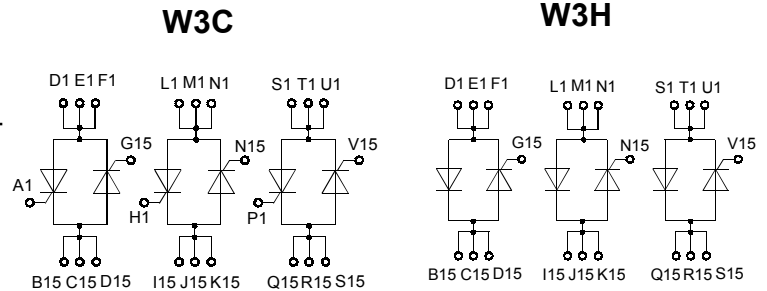 W3C
W3H
D1 E1 F1
L1 M1 N1
S1 T1 U1
D1 E1 F1
L1 M1 N1
S1 T1 U1
G15
N15
V15
G15
N15
V15
A1
H1
P1
B15 C15 D15
I15 J15 K15
Q15 R15 S15
B15 C15 D15
I15 J15 K15
Q15 R15 S15